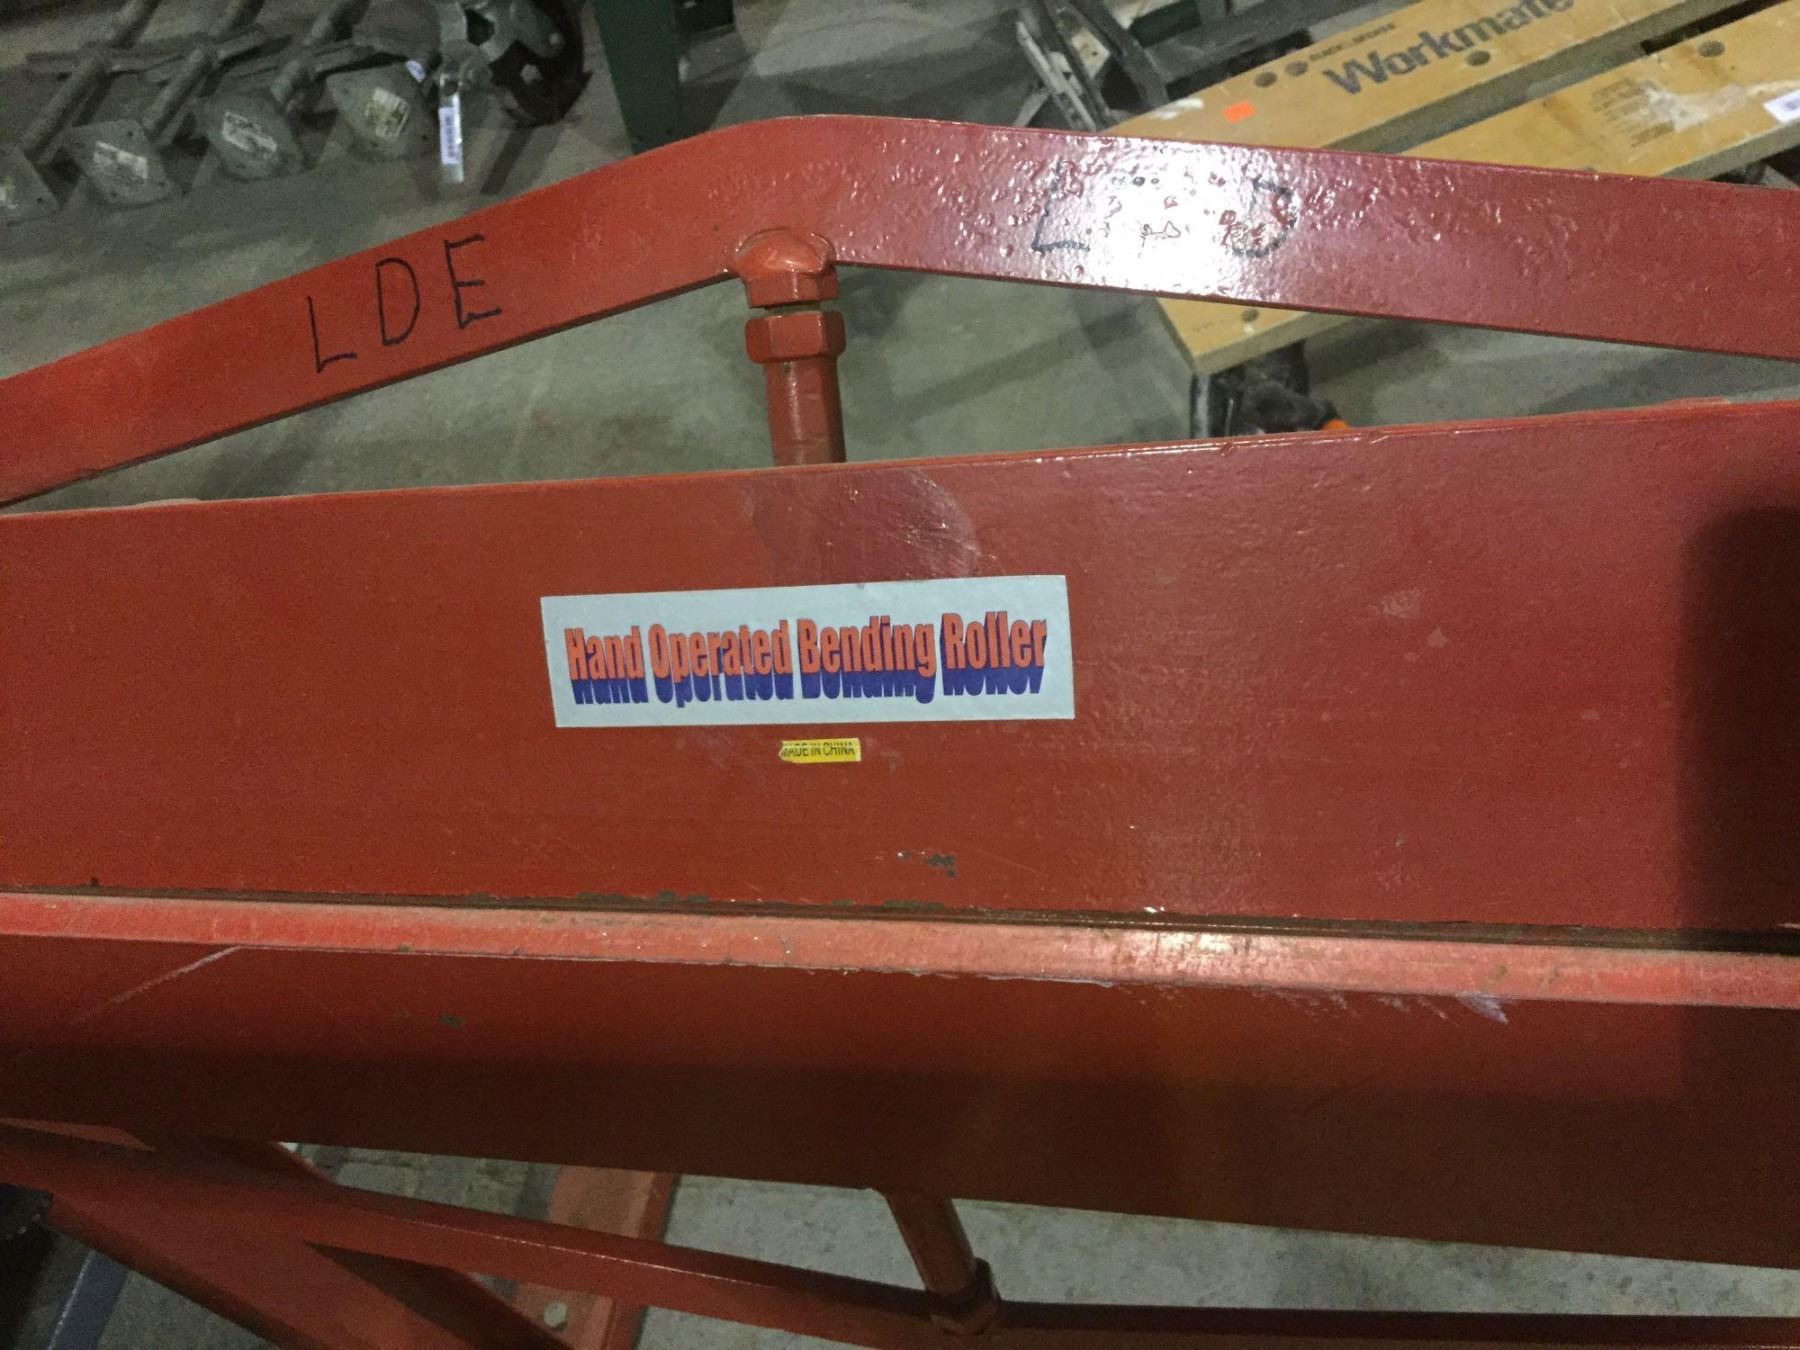 Workmate
LDE
Hand Operated Bending Roller
MADE IN CHINA